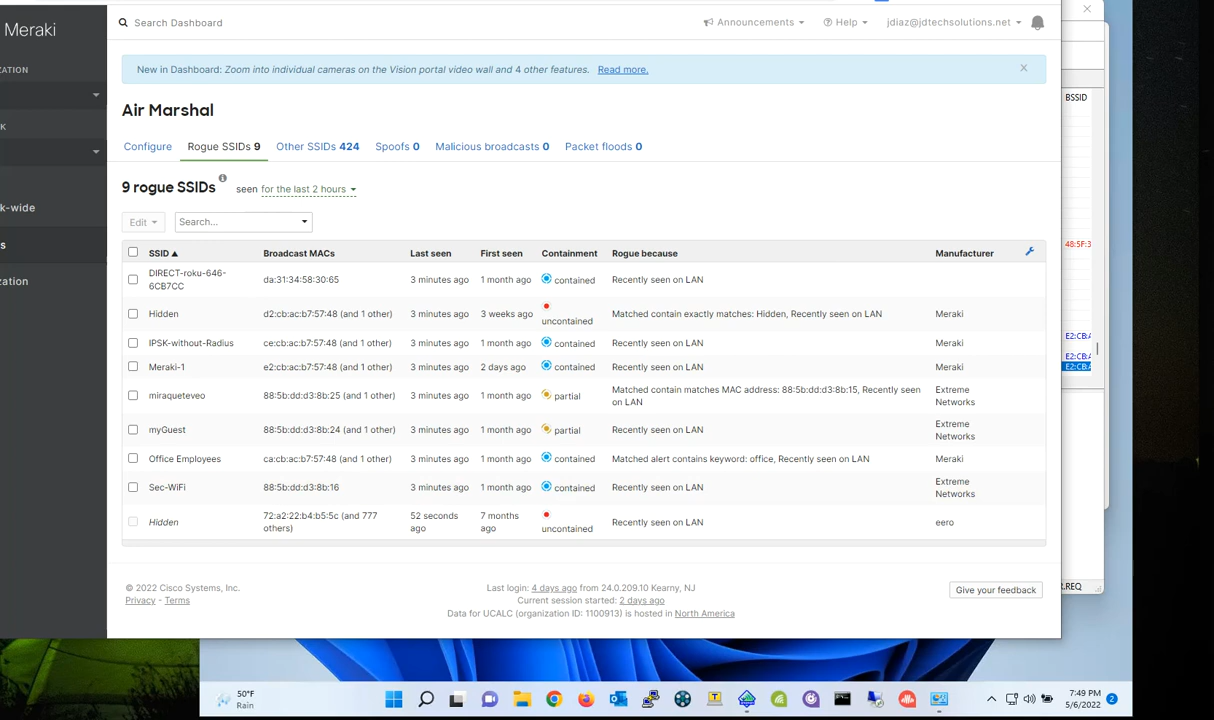 Search Dashboard
Announcements
Help
jdiaz@jdtechsolutions.net
Meraki
ZATION
K
k-wide
s
zation
New in Dashboard: Zoom into individual cameras on the Vision portal video wall and 4 other features. Read more.
Air Marshal
Configure
Rogue SSIDs 9
Other SSIDs 424
Spoofs 0
Malicious broadcasts 0
Packet floods 0
9 rogue SSIDs
seen for the last 2 hours
Edit
Search...
SSID Broadcast MACs Last seen First seen Containment Rogue because Manufacturer
DIRECT-roku-646-
6CB7CC
da:31:34:58:30:65 3 minutes ago 1 month ago contained Recently seen on LAN
Hidden d2:cb:ac:b7:57:48 (and 1 other) 3 minutes ago 3 weeks ago uncontained Matched contain exactly matches: Hidden, Recently seen on LAN Meraki
IPSK-without-Radius ce:cb:ac:b7:57:48 (and 1 other) 3 minutes ago 1 month ago contained Recently seen on LAN Meraki
Meraki-1 e2:cb:ac:b7:57:48 (and 1 other) 3 minutes ago 2 days ago contained Recently seen on LAN Meraki
miraqueteveo 88:5b:dd:d3:8b:25 (and 1 other) 3 minutes ago 1 month ago partial Matched contain matches MAC address: 88:5b:dd:d3:8b:15, Recently seen
on LAN
Extreme
Networks
myGuest 88:5b:dd:d3:8b:24 (and 1 other) 3 minutes ago 1 month ago partial Recently seen on LAN Extreme
Networks
Office Employees ca:cb:ac:b7:57:48 (and 1 other) 3 minutes ago 1 month ago contained Matched alert contains keyword: office, Recently seen on LAN Meraki
Sec-WiFi 88:5b:dd:d3:8b:16 3 minutes ago 1 month ago contained Recently seen on LAN Extreme
Networks
Hidden 72:a2:22:b4:b5:5c (and 777
others)
52 seconds
ago
7 months
ago
uncontained Recently seen on LAN eero
© 2022 Cisco Systems, Inc.
Privacy - Terms
Last login: 4 days ago from 24.0.209.10 Kearny, NJ
Current session started: 2 days ago
Data for UCALC (organization ID: 1100913) is hosted in North America
Give your feedback
BSSID
48:5F:3
E2:CB:A
E2:CB:A
E2:CB:A
R.REQ
50°F
Rain
7:49 PM
5/6/2022
2